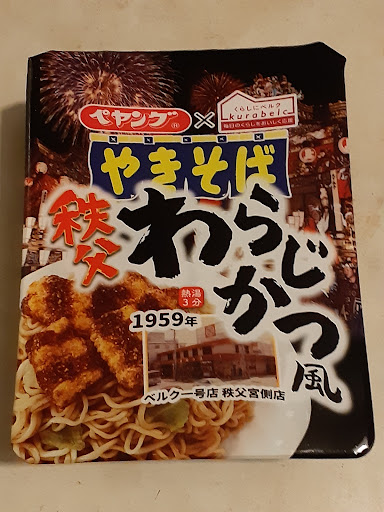 ペヤング
×
くらしにベルク
kurabelc
毎日のくらしをおいしく応援
やきそば
秩父
わらじかつ風
熱湯
3分
1959年
ベルク一号店 秩父宮側店